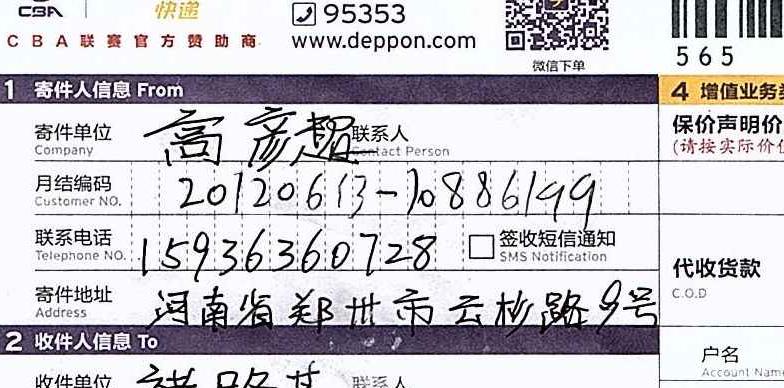 CBA 快递 95353
CBA联赛官方赞助商 www.deppon.com 微信下单 565
1 寄件人信息 From 4 增值业务
寄件单位 高彦超 联系人 保价声明价
Company Contact Person (请按实际价
月结编码 20120613-10886199
Customer NO.
联系电话 15936360728 签收短信通知
Telephone NO. SMS Notification 代收货款
寄件地址 河南省郑州市云杉路9号 C.O.D
Address
2 收件人信息 To 户名
收件单位 联系人 Account Name